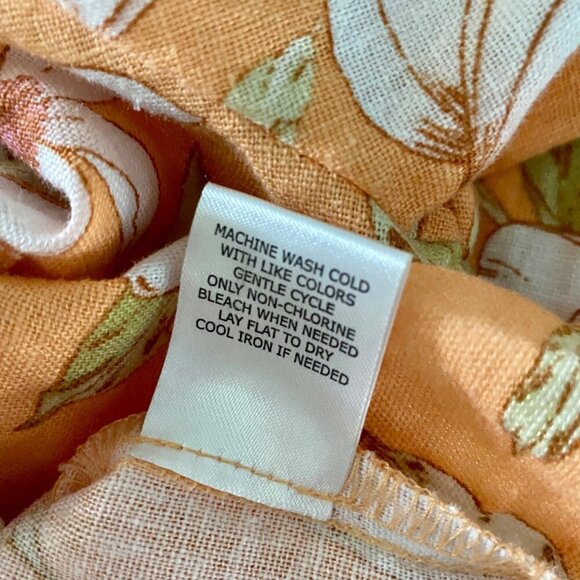 MACHINE WASH COLD
WITH LIKE COLORS
GENTLE CYCLE
ONLY NON-CHLORINE
BLEACH WHEN NEEDED
LAY FLAT TO DRY
COOL IRON IF NEEDED